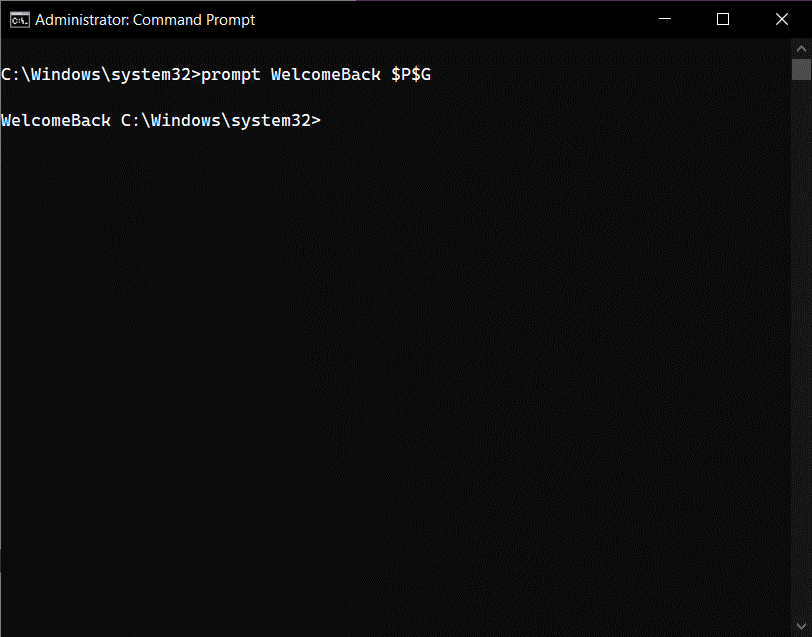 Administrator: Command Prompt
C:\Windows\system32>prompt WelcomeBack $P$G
WelcomeBack C:\Windows\system32>